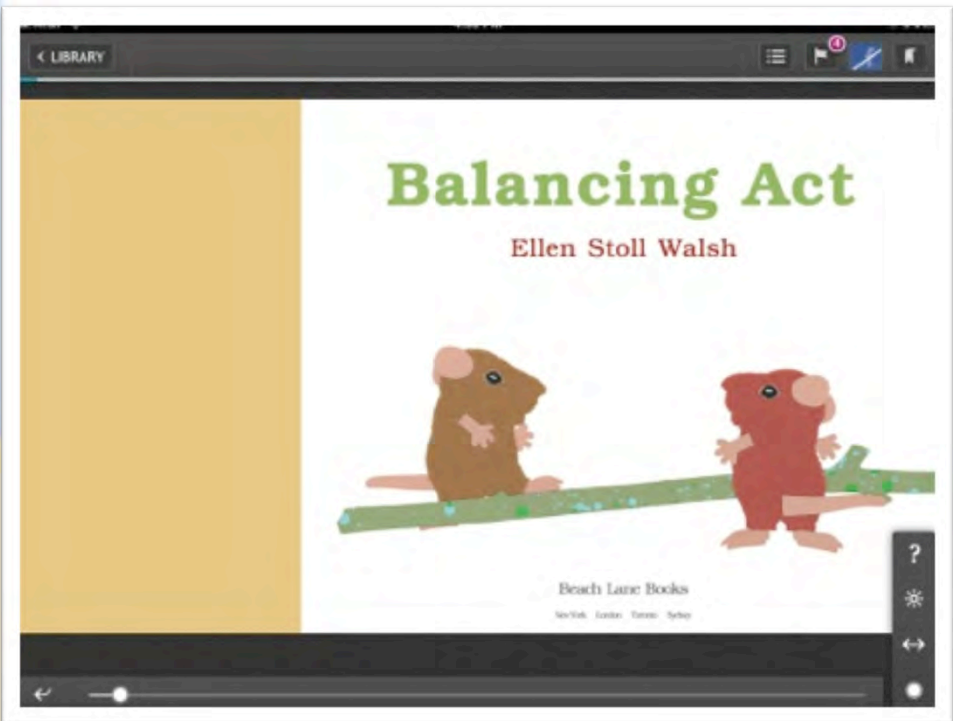 < LIBRARY
4
Balancing Act
Ellen Stoll Walsh
Beach Lane Books
New York London Toronto Sydney
?